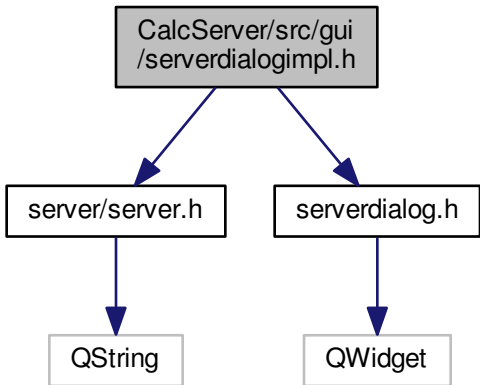 CalcServer/src/gui
/serverdialogimpl.h
server/server.h
serverdialog.h
QString
QWidget